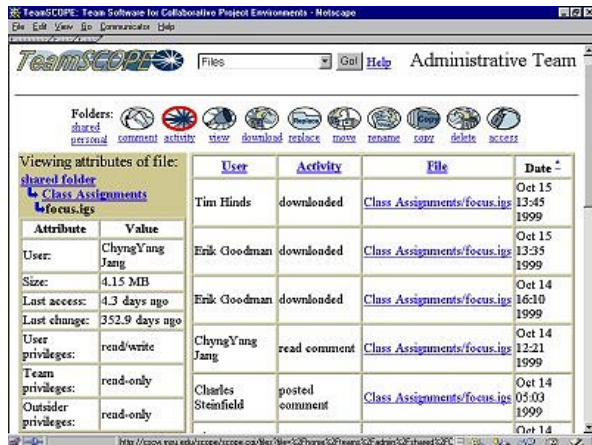 TeamSCOPE: Team Software for Collaborative Project Environments - Netscape
File Edit View Go Communicator Help
TeamSCOPE Files Go! Help Administrative Team
Folders:
shared
personal comment activity view download replace move rename copy delete access
Viewing attributes of file:
shared folder
Class Assignments
focus.igs
Attribute Value
User: ChyngYang Jang
Size: 4.15 MB
Last access: 4.3 days ago
Last change: 352.9 days ago
User privileges: read/write
Team privileges: read-only
Outsider privileges: read-only
User Activity File Date
Tim Hinds downloaded Class Assignments/focus.igs Oct 15 13:45 1999
Erik Goodman downloaded Class Assignments/focus.igs Oct 15 13:35 1999
Erik Goodman downloaded Class Assignments/focus.igs Oct 14 16:10 1999
ChyngYang Jang read comment Class Assignments/focus.igs Oct 14 12:21 1999
Charles Steinfield posted comment Class Assignments/focus.igs Oct 14 05:03 1999
Oct 14